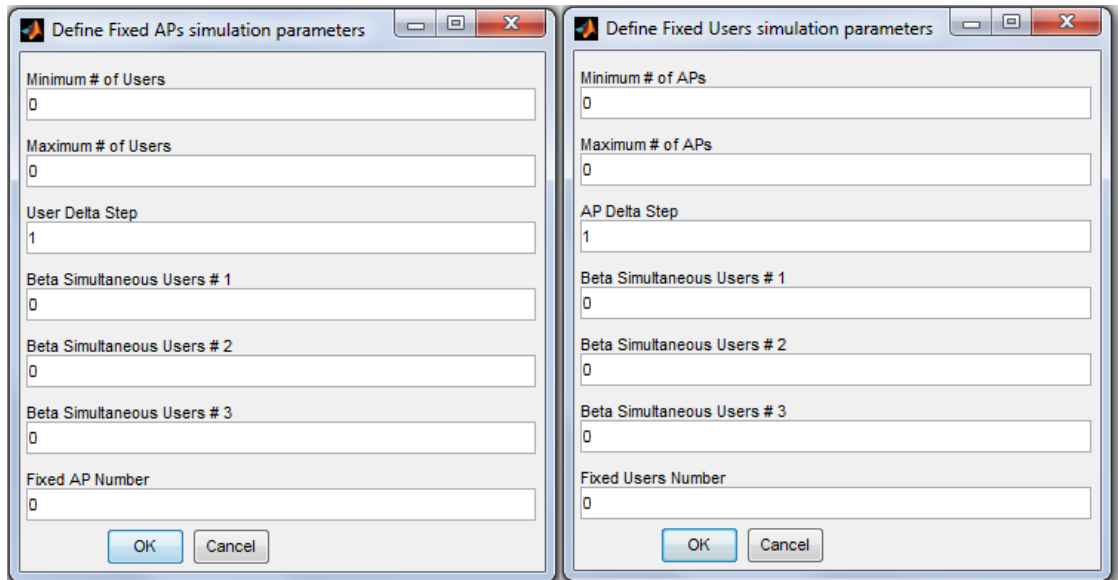 Define Fixed APs simulation parameters
Minimum # of Users
0
Maximum # of Users
0
User Delta Step
1
Beta Simultaneous Users # 1
0
Beta Simultaneous Users # 2
0
Beta Simultaneous Users # 3
0
Fixed AP Number
0
OK Cancel
Define Fixed Users simulation parameters
Minimum # of APs
0
Maximum # of APs
0
AP Delta Step
1
Beta Simultaneous Users # 1
0
Beta Simultaneous Users # 2
0
Beta Simultaneous Users # 3
0
Fixed Users Number
0
OK Cancel